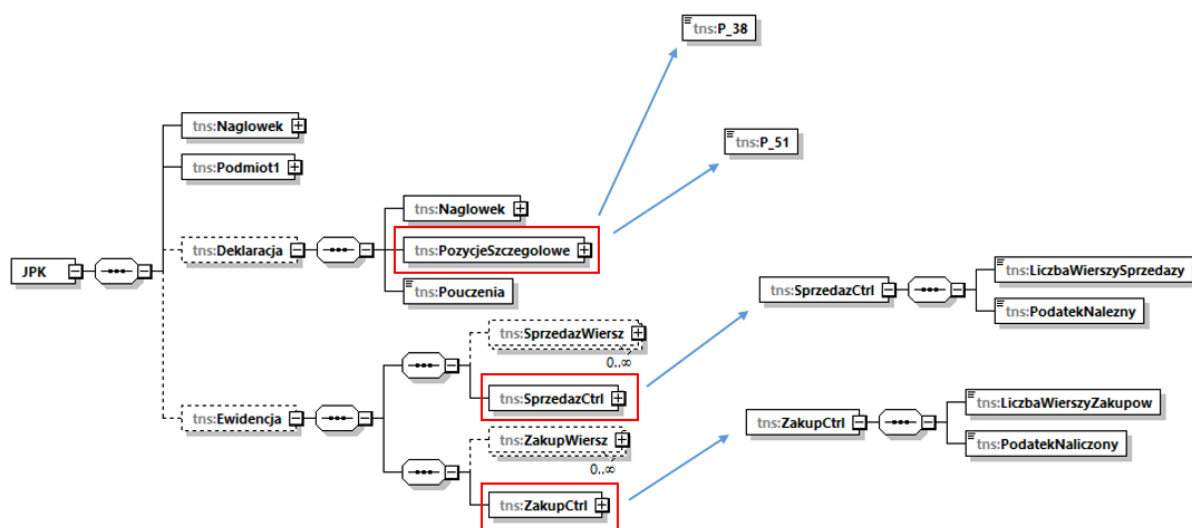 tns:P_38
tns:Naglowek
tns:P_51
tns:Podmiot1
tns:Naglowek
tns:Deklaracja
tns:PozycjeSzczegolowe
JPK
tns:Pouczenia
tns:LiczbaWierszySprzedazy
tns:SprzedazCtrl
tns:PodatekNalezny
tns:SprzedazWiersz
0..∞
tns:SprzedazCtrl
tns:Ewidencja
tns:LiczbaWierszyZakupow
tns:ZakupCtrl
tns:ZakupWiersz
tns:PodatekNaliczony
0..∞
tns:ZakupCtrl